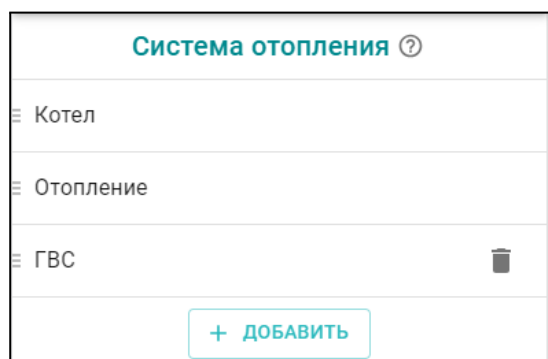 Система отопления ?
Котел
Отопление
ГВС
+ ДОБАВИТЬ